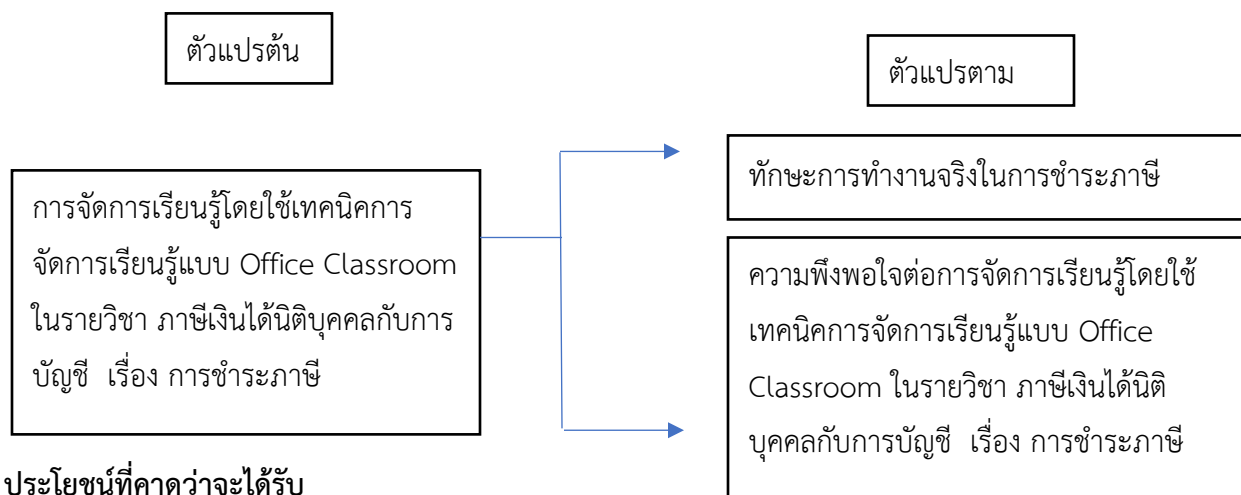 ตัวแปรต้น
ตัวแปรตาม
การจัดการเรียนรู้โดยใช้เทคนิคการ
จัดการเรียนรู้แบบ Office Classroom
ในรายวิชา ภาษีเงินได้นิติบุคคลกับการ
บัญชี เรื่อง การชำระภาษี
ทักษะการทำงานจริงในการชำระภาษี
ความพึงพอใจต่อการจัดการเรียนรู้โดยใช้
เทคนิคการจัดการเรียนรู้แบบ Office
Classroom ในรายวิชา ภาษีเงินได้นิติ
บุคคลกับการบัญชี เรื่อง การชำระภาษี
ประโยชน์ที่คาดว่าจะได้รับ